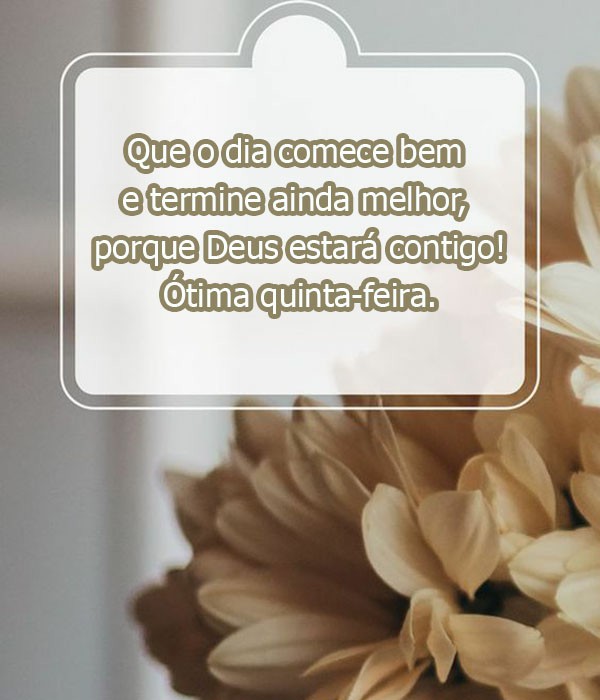 Que o dia comece bem
e termine ainda melhor,
porque Deus estará contigo!
Ótima quinta-feira.